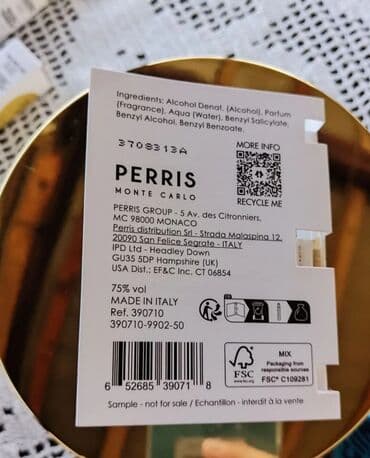 Ingredients: Alcohol Denat. (Alcohol), Parfum
(Fragrance), Aqua (Water), Benzyl Salicylate,
Benzyl Alcohol, Benzyl Benzoate.
3708313A
MORE INFO
PERRIS
MONTE CARLO
RECYCLE ME
PERRIS GROUP - 5 Av. des Citronniers,
MC 98000 MONACO
Perris distribution Srl - Strada Malaspina 12,
20090 San Felice Segrate - ITALY
IPD Ltd - Headley Down
GU35 5DP Hampshire (UK)
USA Dist.: EF&C Inc. CT 06854
75% vol
MADE IN ITALY
Ref. 390710
390710-9902-50
6 52685 39071 8
FSC
www.fsc.org
MIX
Packaging from
responsible sources
FSC® C109281
Sample - not for sale / Echantillon - interdit à la vente